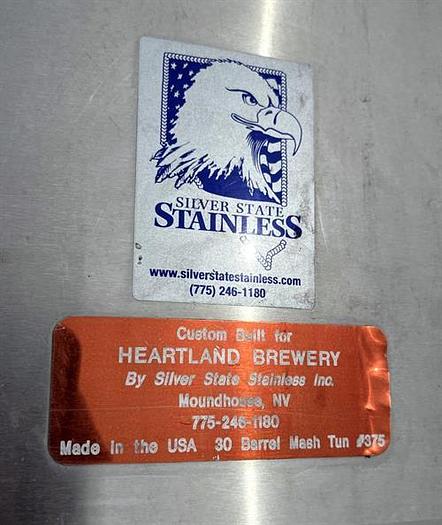 SILVER STATE
STAINLESS
www.silverstatestainless.com
(775) 246-1180
Custom Built for
HEARTLAND BREWERY
By Silver State Stainless Inc.
Moundhouse, NV
775-246-1180
Made In the USA 30 Barrel Mash Tun #375